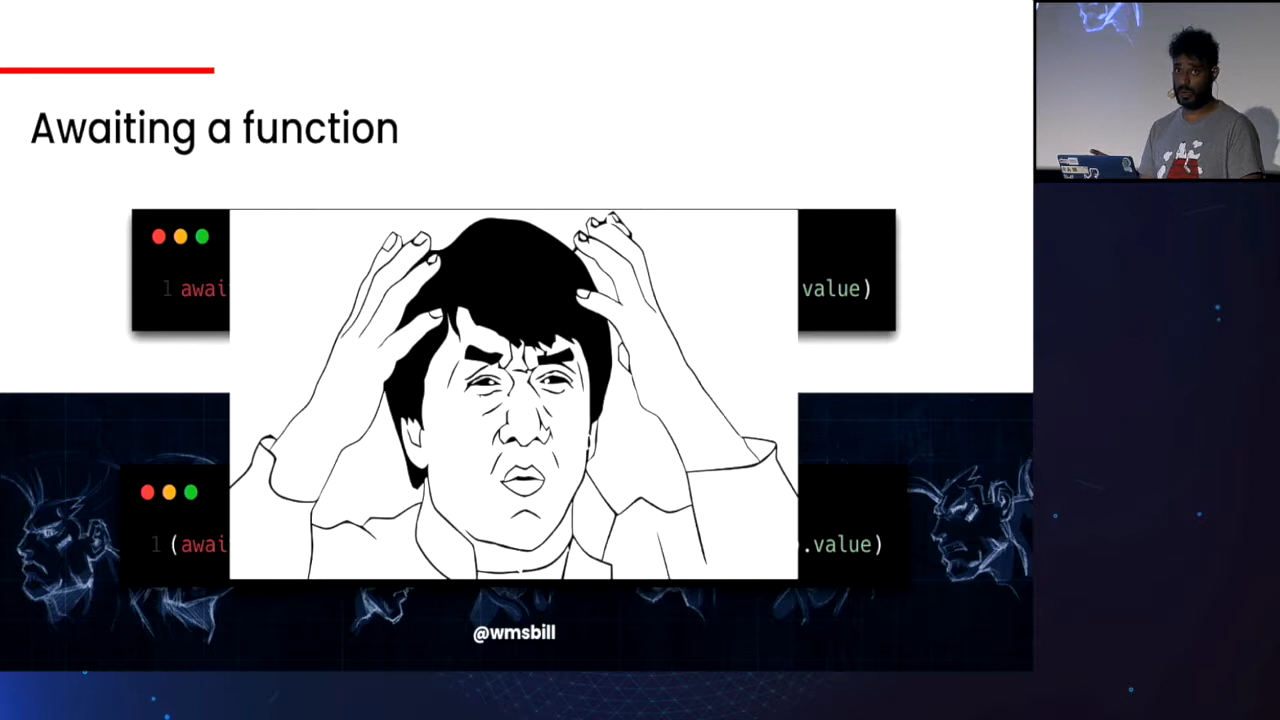 Awaiting a function
1 awai
value)
1 (awai
.value)
@wmsbill